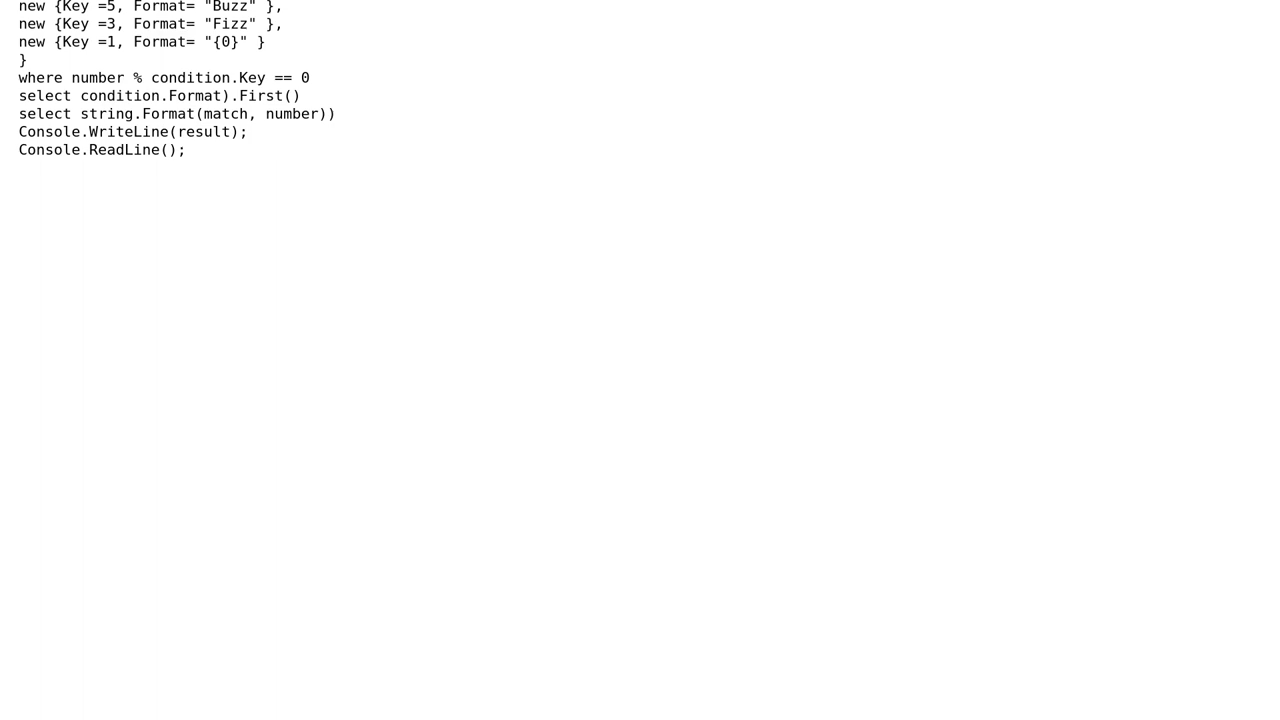 new {Key =5, Format= "Buzz" },
new {Key =3, Format= "Fizz" },
new {Key =1, Format= "{0}" }
}
where number % condition.Key == 0
select condition.Format).First()
select string.Format(match, number))
Console.WriteLine(result);
Console.ReadLine();